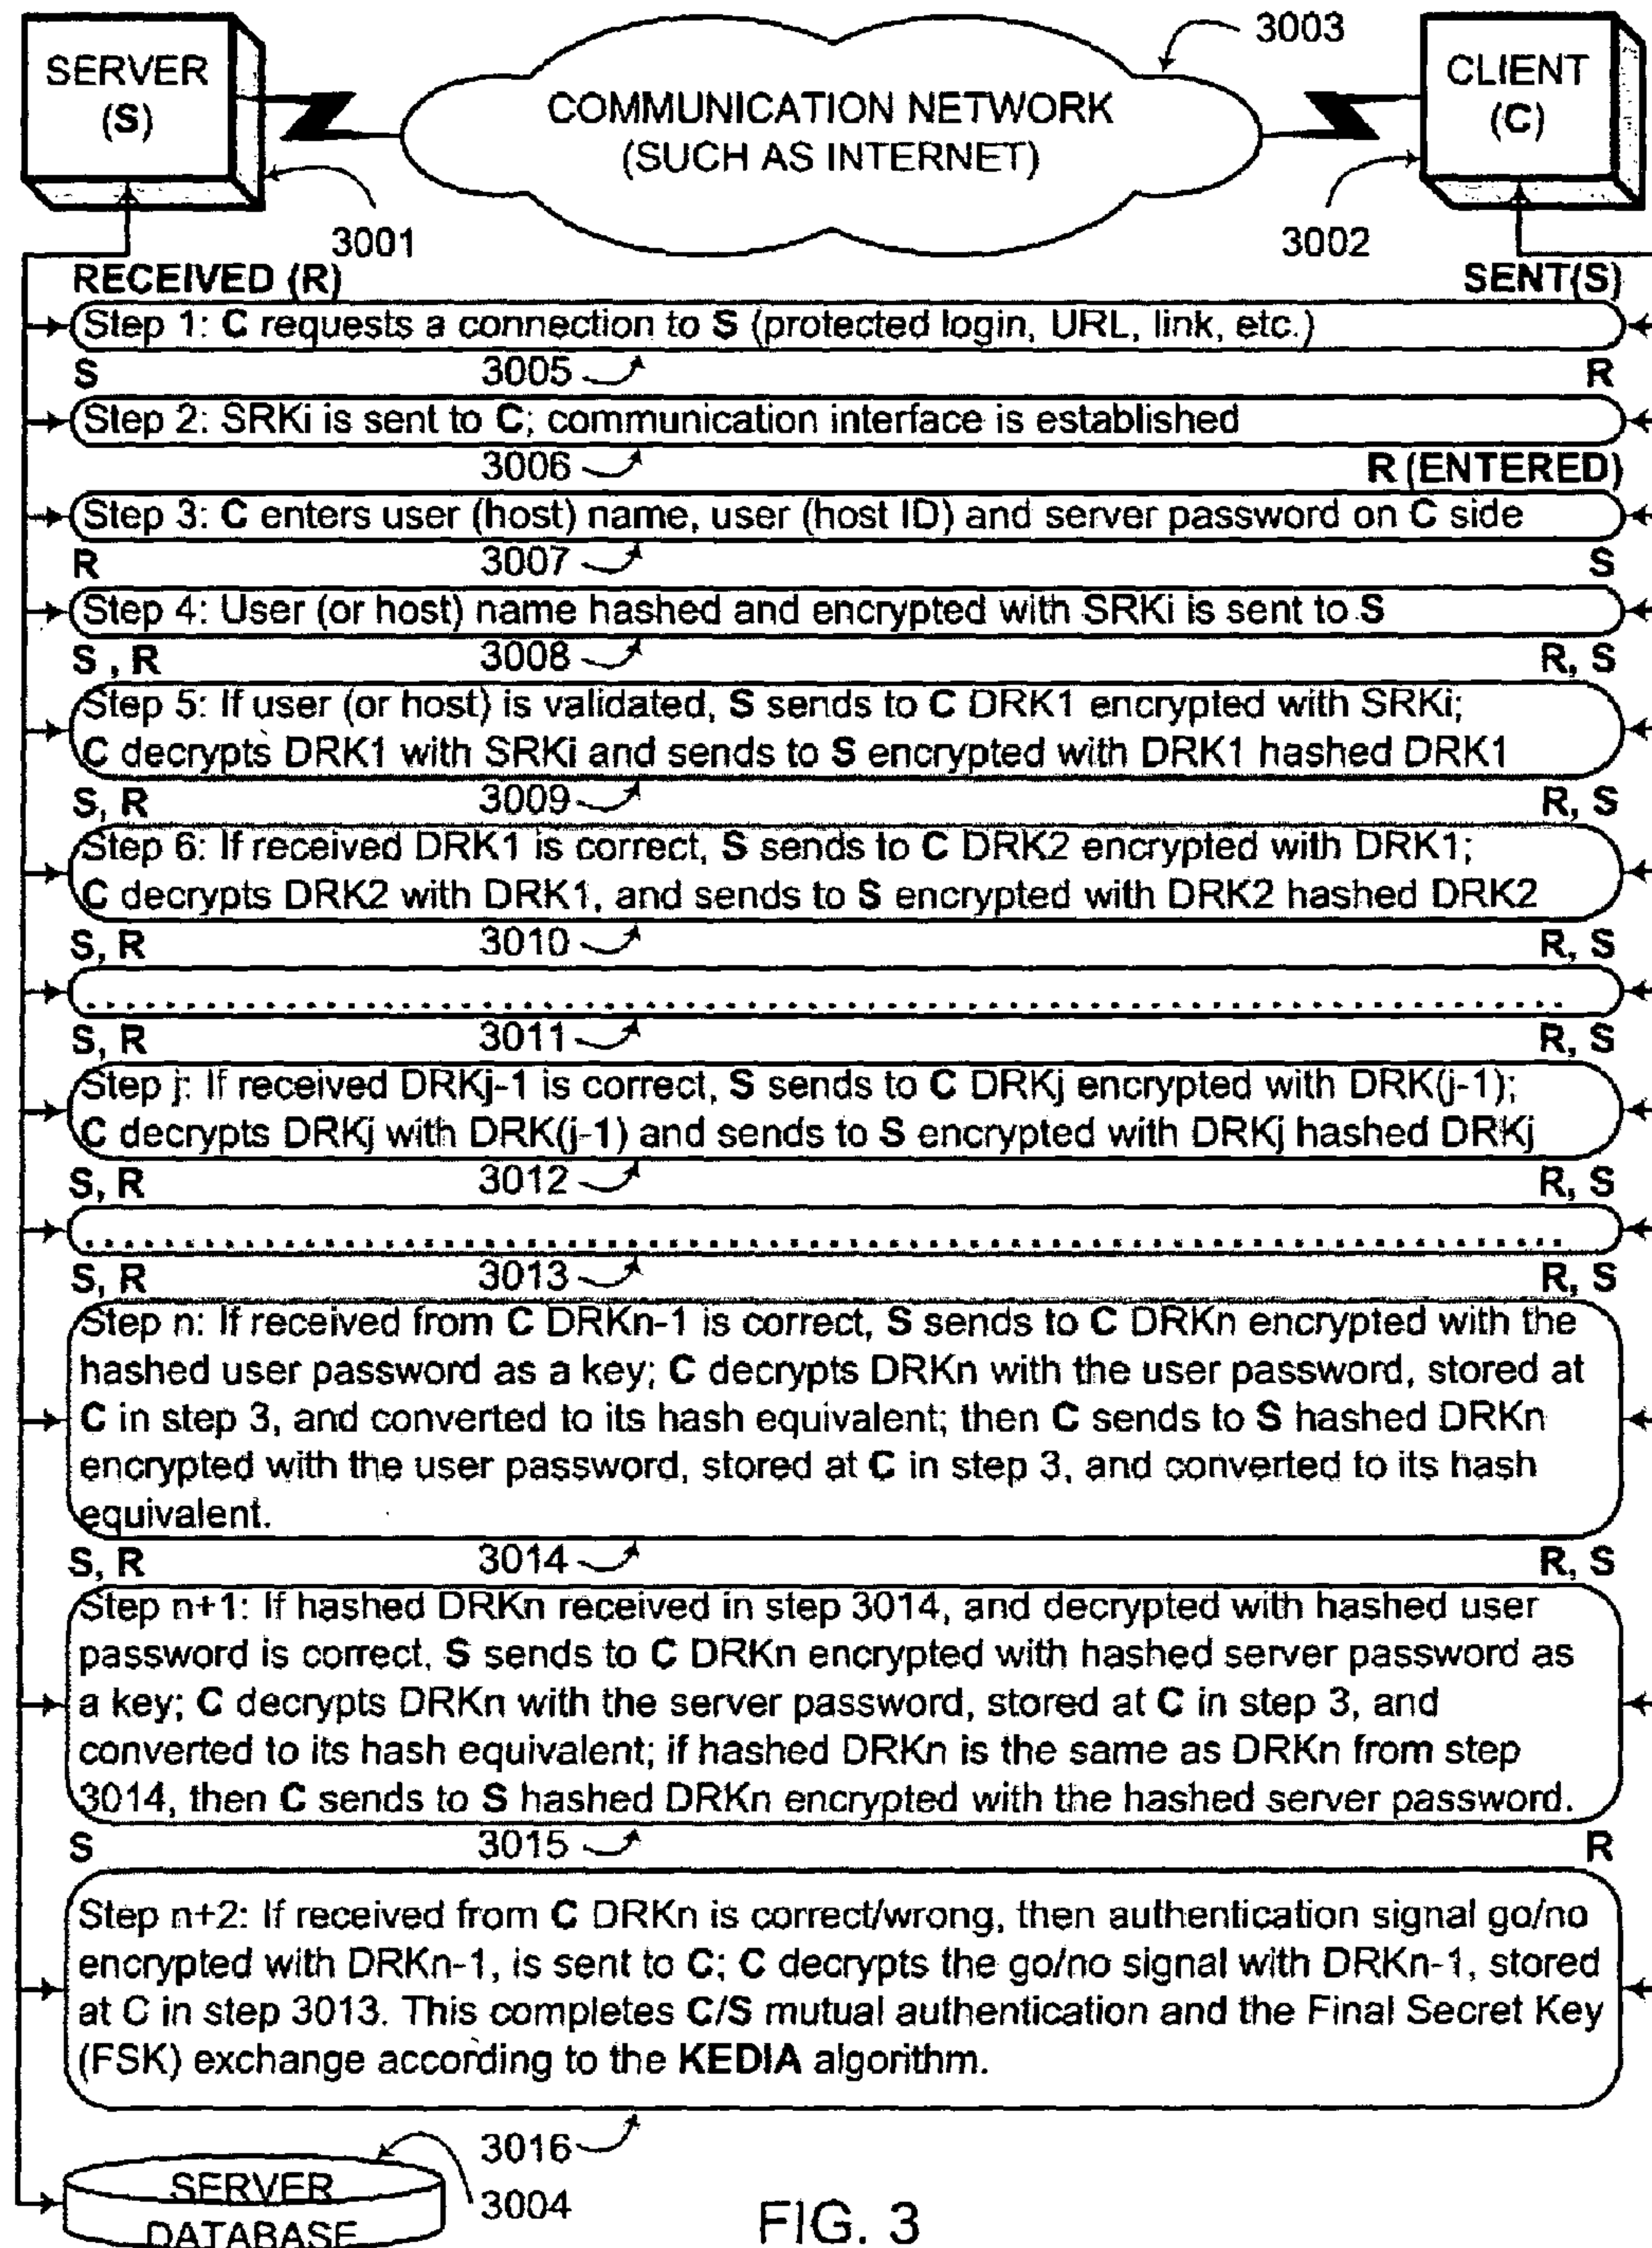 SERVER
(S)
COMMUNICATION NETWORK
(SUCH AS INTERNET)
3003
CLIENT
(C)
3001
3002
RECEIVED (R)
SENT(S)
Step 1: C requests a connection to S (protected login, URL, link, etc.)
S 3005 R
Step 2: SRKi is sent to C; communication interface is established
3006 R (ENTERED)
Step 3: C enters user (host) name, user (host ID) and server password on C side
R 3007 S
Step 4: User (or host) name hashed and encrypted with SRKi is sent to S
S , R 3008 R, S
Step 5: If user (or host) is validated, S sends to C DRK1 encrypted with SRKi;
C decrypts DRK1 with SRKi and sends to S encrypted with DRK1 hashed DRK1
S, R 3009 R, S
Step 6: If received DRK1 is correct, S sends to C DRK2 encrypted with DRK1;
C decrypts DRK2 with DRK1, and sends to S encrypted with DRK2 hashed DRK2
S, R 3010 R, S
S, R 3011 R, S
Step j: If received DRKj-1 is correct, S sends to C DRKj encrypted with DRK(j-1);
C decrypts DRKj with DRK(j-1) and sends to S encrypted with DRKj hashed DRKj
S, R 3012 R, S
S, R 3013 R, S
Step n: If received from C DRKn-1 is correct, S sends to C DRKn encrypted with the
hashed user password as a key; C decrypts DRKn with the user password, stored at
C in step 3, and converted to its hash equivalent; then C sends to S hashed DRKn
encrypted with the user password, stored at C in step 3, and converted to its hash
equivalent.
S, R 3014 R, S
Step n+1: If hashed DRKn received in step 3014, and decrypted with hashed user
password is correct, S sends to C DRKn encrypted with hashed server password as
a key; C decrypts DRKn with the server password, stored at C in step 3, and
converted to its hash equivalent; if hashed DRKn is the same as DRKn from step
3014, then C sends to S hashed DRKn encrypted with the hashed server password.
S 3015 R
Step n+2: If received from C DRKn is correct/wrong, then authentication signal go/no
encrypted with DRKn-1, is sent to C; C decrypts the go/no signal with DRKn-1, stored
at C in step 3013. This completes C/S mutual authentication and the Final Secret Key
(FSK) exchange according to the KEDIA algorithm.
3016
SERVER
DATABASE
3004
FIG. 3